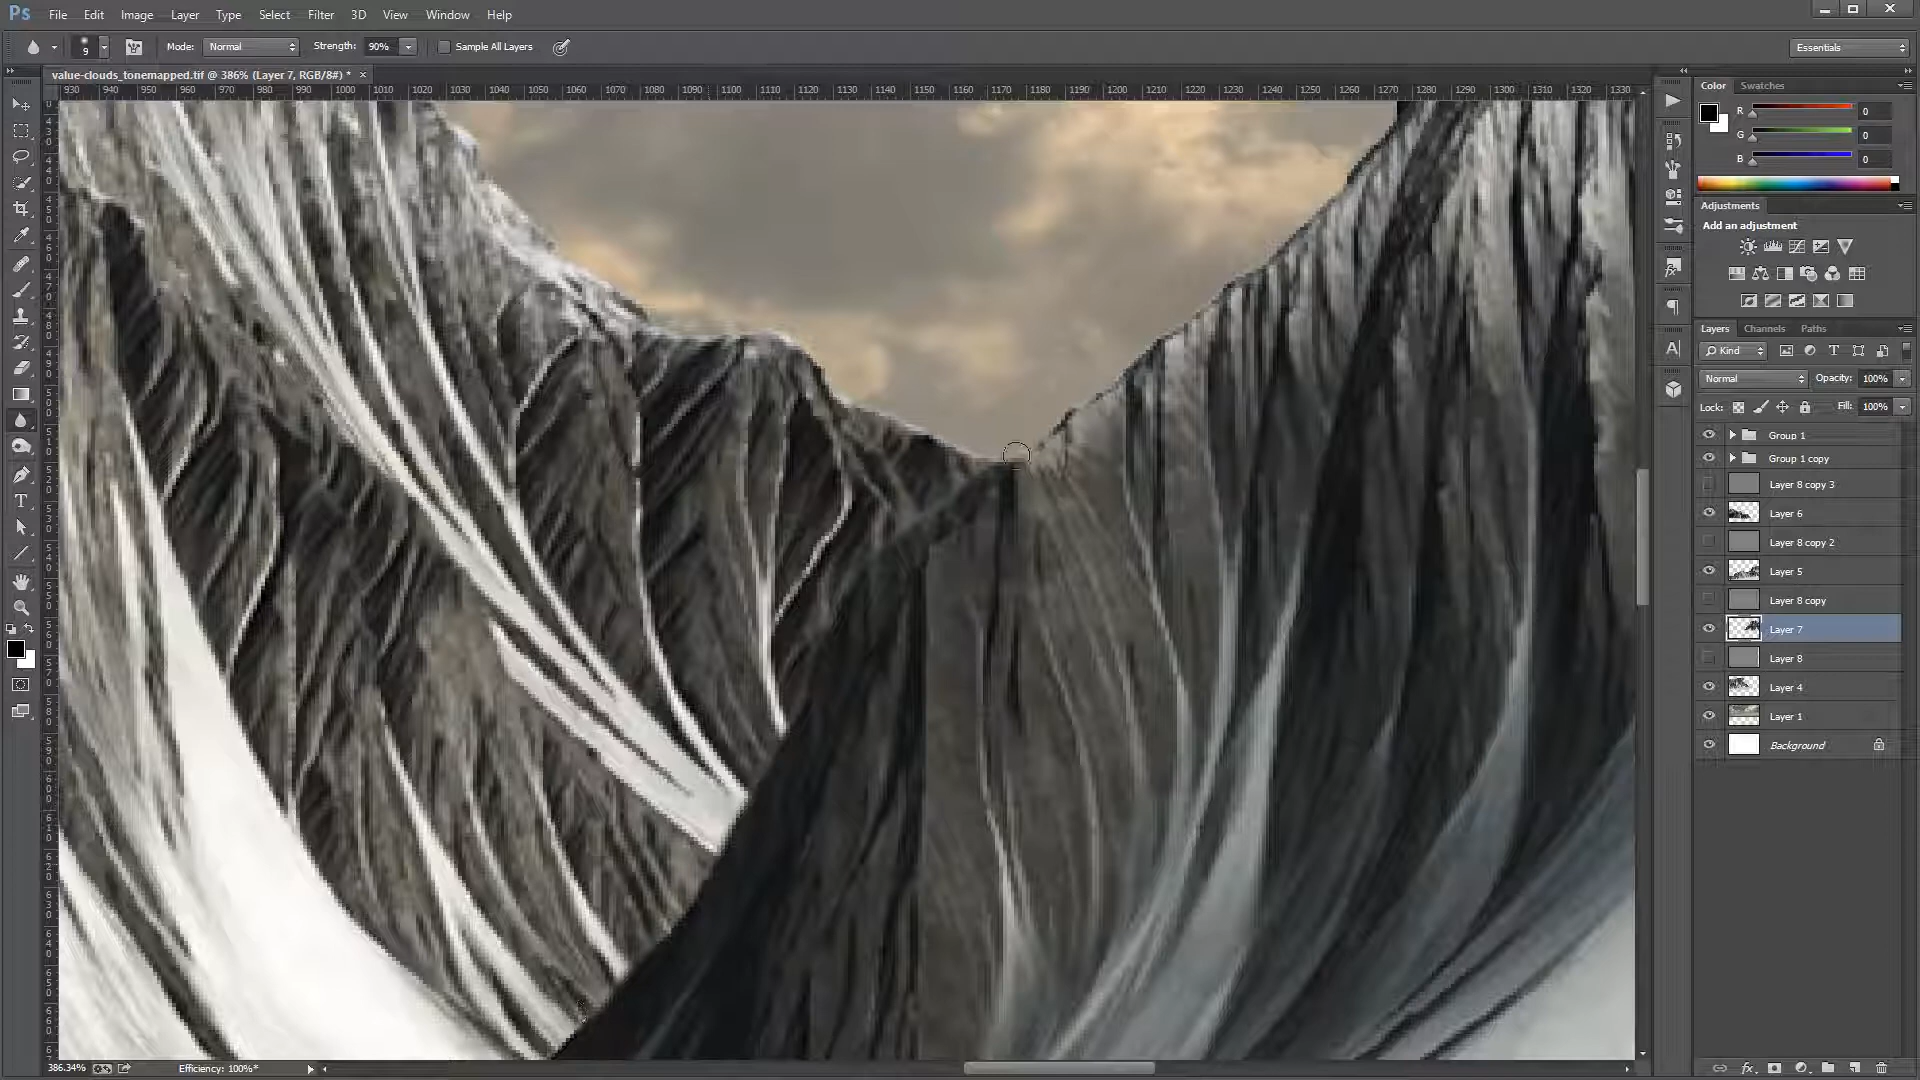 Ps File Edit Image Layer Type Select Filter 3D View Window Help
9 Mode: Normal Strength: 90% Sample All Layers Essentials
value-clouds_tonemapped.tif @ 386% (Layer 7, RGB/8#) * ×
930 940 950 960 970 980 990 1000 1010 1020 1030 1040 1050 1060 1070 1080 1090 1100 1110 1120 1130 1140 1150 1160 1170 1180 1190 1200 1210 1220 1230 1240 1250 1260 1270 1280 1290 1300 1310 1320 1330
Color Swatches
R 0
G 0
B 0
Adjustments
Add an adjustment
Layers Channels Paths
Kind
Normal Opacity: 100%
Lock: Fill: 100%
Group 1
Group 1 copy
Layer 8 copy 3
Layer 6
Layer 8 copy 2
Layer 5
Layer 8 copy
Layer 7
Layer 8
Layer 4
Layer 1
Background
386.34% Efficiency: 100%*